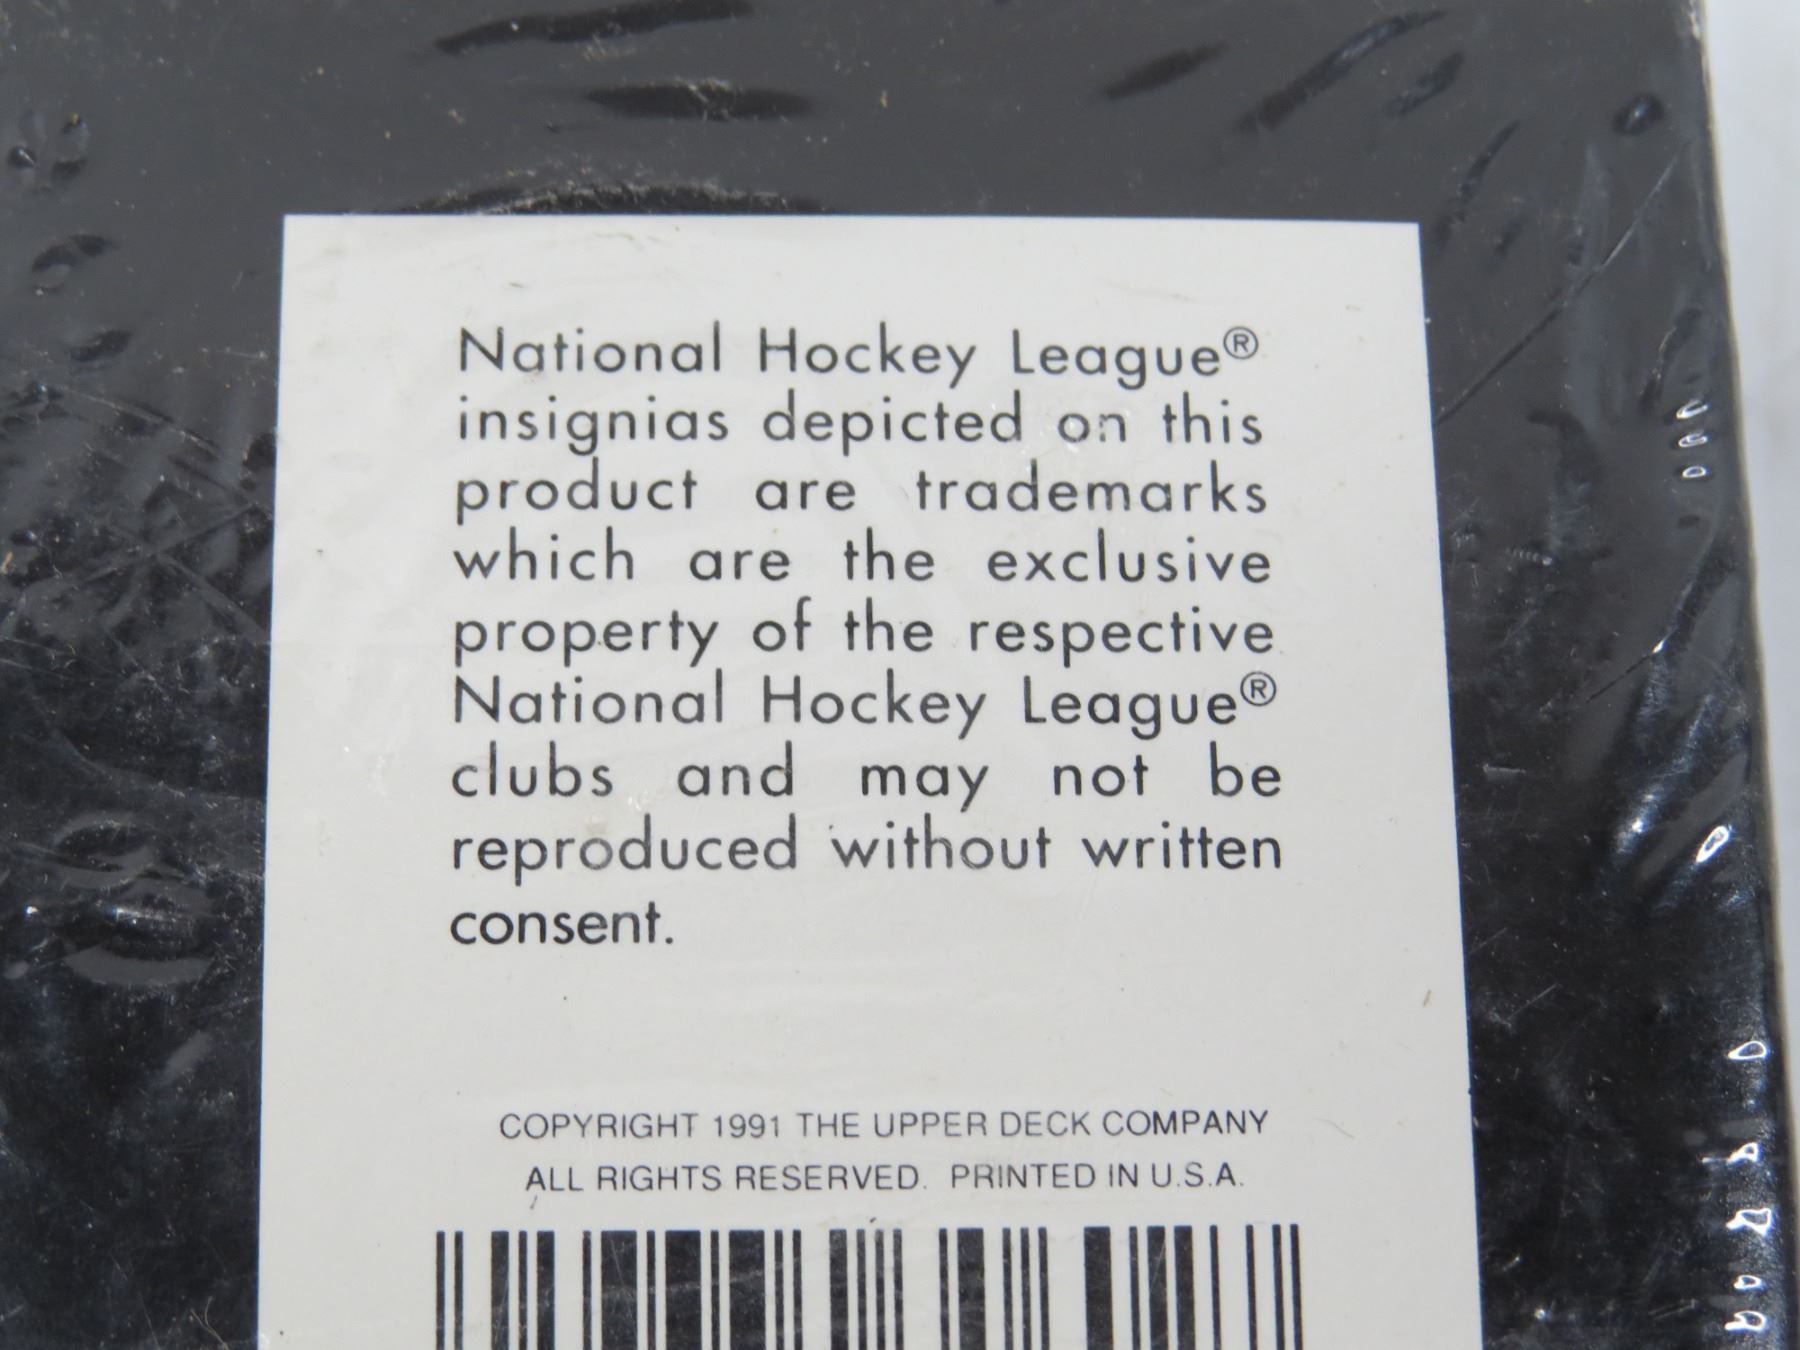 National Hockey League®
insignias depicted on this
product are trademarks
which are the exclusive
property of the respective
National Hockey League®
clubs and may not be
reproduced without written
consent.
COPYRIGHT 1991 THE UPPER DECK COMPANY
ALL RIGHTS RESERVED. PRINTED IN U.S.A.